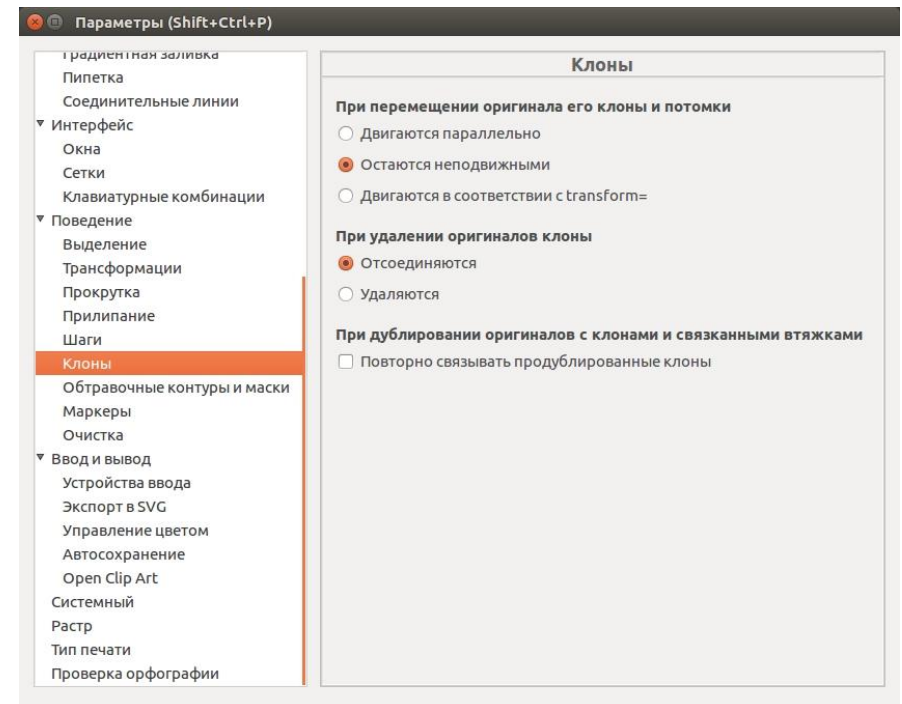 Параметры (Shift+Ctrl+P)
Градиентная заливка
Пипетка
Соединительные линии
Интерфейс
Окна
Сетки
Клавиатурные комбинации
Поведение
Выделение
Трансформации
Прокрутка
Прилипание
Шаги
Клоны
Обтравочные контуры и маски
Маркеры
Очистка
Ввод и вывод
Устройства ввода
Экспорт в SVG
Управление цветом
Автосохранение
Open Clip Art
Системный
Растр
Тип печати
Проверка орфографии
Клоны
При перемещении оригинала его клоны и потомки
Двигаются параллельно
Остаются неподвижными
Двигаются в соответствии с transform=
При удалении оригиналов клоны
Отсоединяются
Удаляются
При дублировании оригиналов с клонами и связанными втяжками
Повторно связывать продублированные клоны